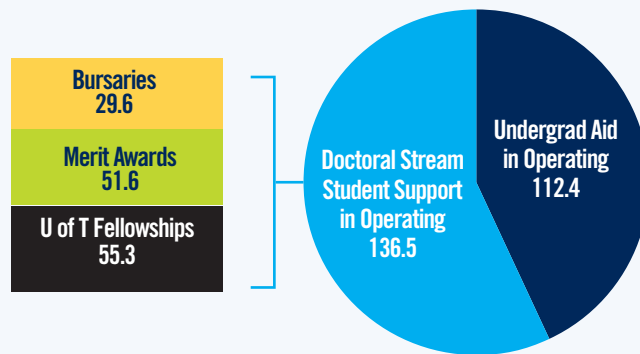 Bursaries
29.6
Merit Awards
51.6
U of T Fellowships
55.3
Doctoral Stream
Student Support
in Operating
136.5
Undergrad Aid
in Operating
112.4